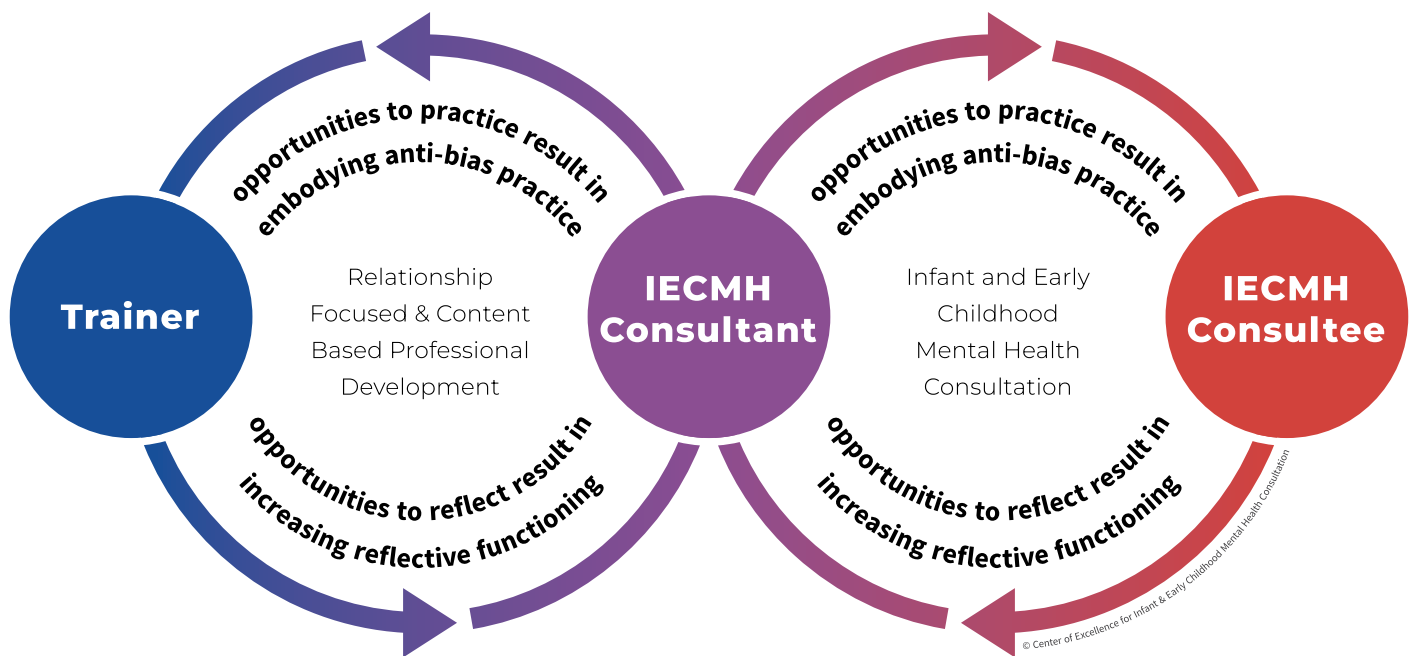 opportunities to practice result in
embodying anti-bias practice
opportunities to practice result in
embodying anti-bias practice
Trainer
Relationship
Focused & Content
Based Professional
Development
IECMH
Consultant
Infant and Early
Childhood
Mental Health
Consultation
IECMH
Consultee
opportunities to reflect result in
increasing reflective functioning
opportunities to reflect result in
increasing reflective functioning
© Center of Excellence for Infant & Early Childhood Mental Health Consultation